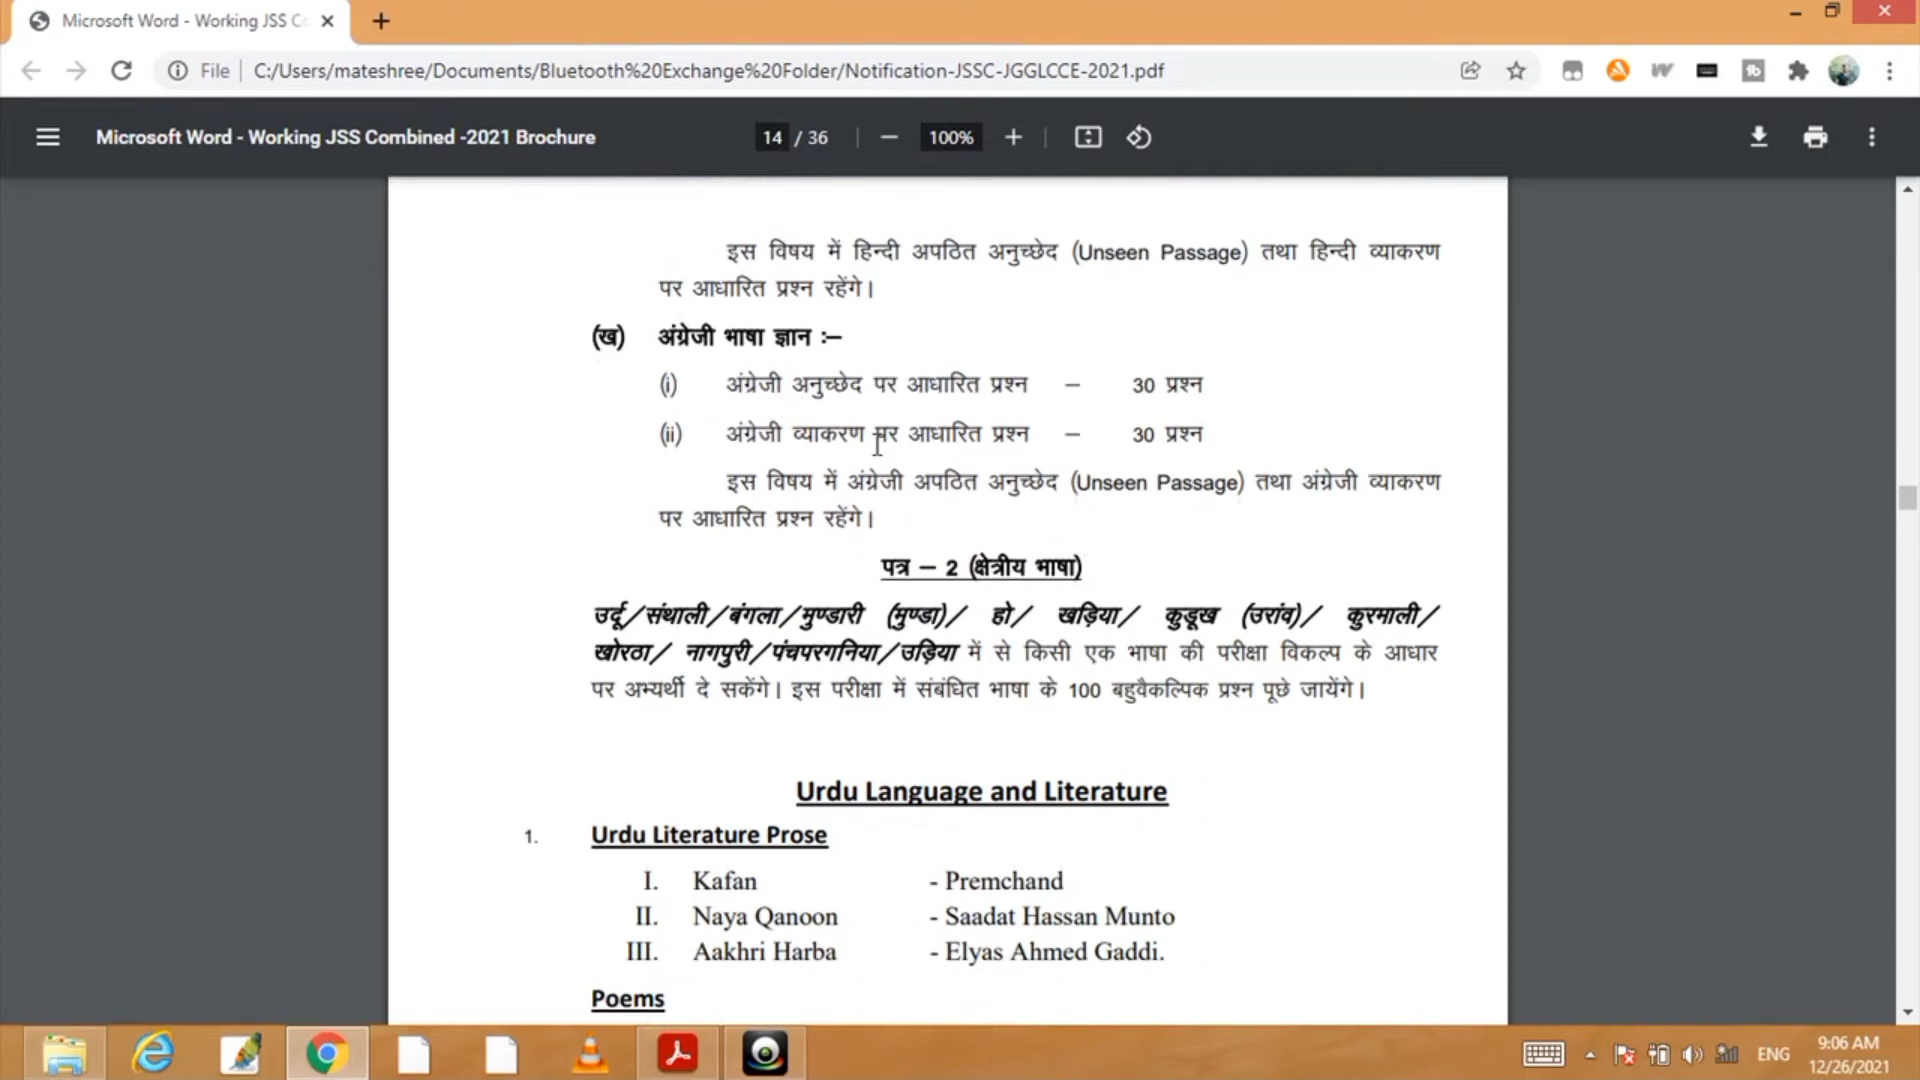 Microsoft Word - Working JSS Co
File
C:/Users/mateshree/Documents/Bluetooth%20Exchange%20Folder/Notification-JSSC-JGGLCCE-2021.pdf
Microsoft Word - Working JSS Combined -2021 Brochure
14 / 36
100%
इस विषय में हिन्दी अपठित अनुच्छेद (Unseen Passage) तथा हिन्दी व्याकरण
पर आधारित प्रश्न रहेंगे।
(ख) अंग्रेजी भाषा ज्ञान :–
(i) अंग्रेजी अनुच्छेद पर आधारित प्रश्न – 30 प्रश्न
(ii) अंग्रेजी व्याकरण पर आधारित प्रश्न – 30 प्रश्न
इस विषय में अंग्रेजी अपठित अनुच्छेद (Unseen Passage) तथा अंग्रेजी व्याकरण
पर आधारित प्रश्न रहेंगे।
पत्र – 2 (क्षेत्रीय भाषा)
उर्दू/संथाली/बंगला/मुण्डारी (मुण्डा)/ हो/ खड़िया/ कुडूख (उरांव)/ कुरमाली/
खोरठा/ नागपुरी/पंचपरगनिया/उड़िया में से किसी एक भाषा की परीक्षा विकल्प के आधार
पर अभ्यर्थी दे सकेंगे। इस परीक्षा में संबंधित भाषा के 100 बहुवैकल्पिक प्रश्न पूछे जायेंगे।
Urdu Language and Literature
1. Urdu Literature Prose
I. Kafan - Premchand
II. Naya Qanoon - Saadat Hassan Munto
III. Aakhri Harba - Elyas Ahmed Gaddi.
Poems
ENG
9:06 AM
12/26/2021